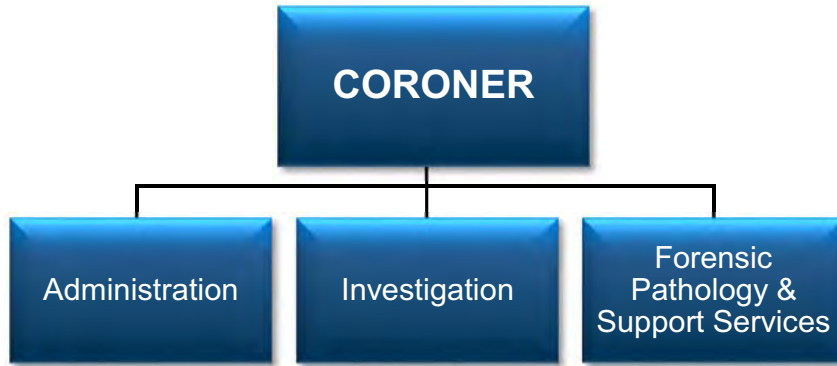 CORONER
Administration
Investigation
Forensic
Pathology &
Support Services